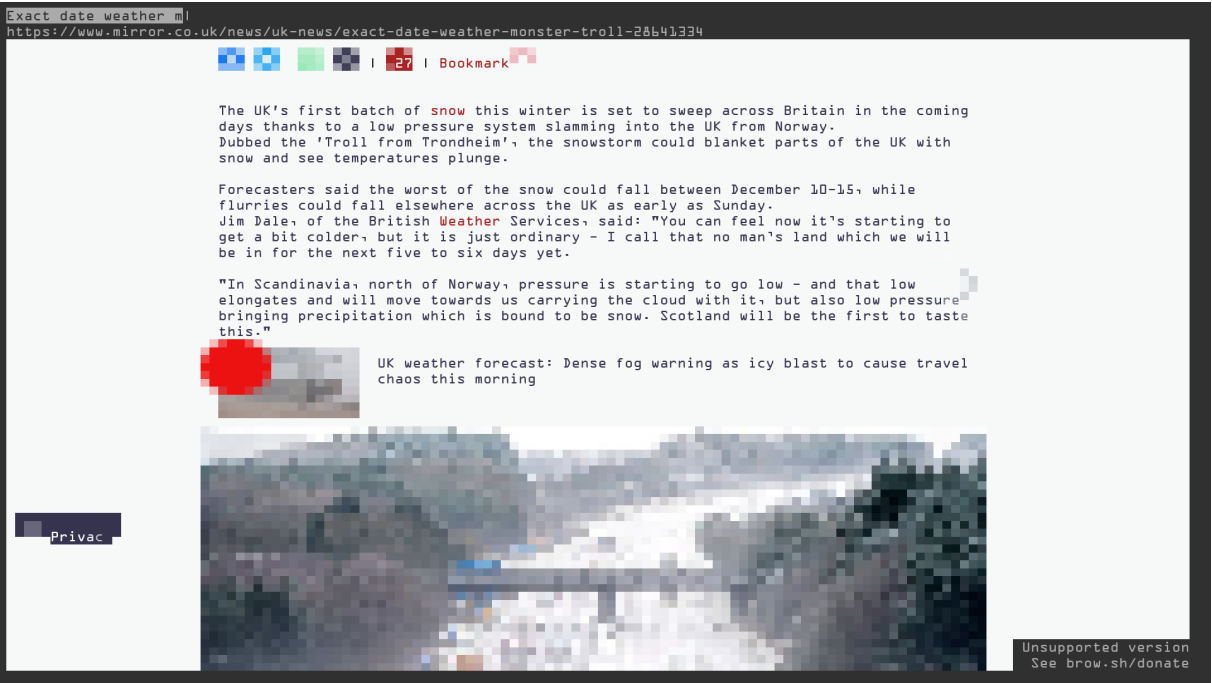 Exact date weather m
https://www.mirror.co.uk/news/uk-news/exact-date-weather-monster-troll-28641334
| 27 | Bookmark
The UK's first batch of snow this winter is set to sweep across Britain in the coming
days thanks to a low pressure system slamming into the UK from Norway.
Dubbed the 'Troll from Trondheim', the snowstorm could blanket parts of the UK with
snow and see temperatures plunge.
Forecasters said the worst of the snow could fall between December 10-15, while
flurries could fall elsewhere across the UK as early as Sunday.
Jim Dale, of the British Weather Services, said: "You can feel now it's starting to
get a bit colder, but it is just ordinary - I call that no man's land which we will
be in for the next five to six days yet.
"In Scandinavia, north of Norway, pressure is starting to go low - and that low
elongates and will move towards us carrying the cloud with it, but also low pressure
bringing precipitation which is bound to be snow. Scotland will be the first to taste
this."
UK weather forecast: Dense fog warning as icy blast to cause travel
chaos this morning
Privac
Unsupported version
See brow.sh/donate